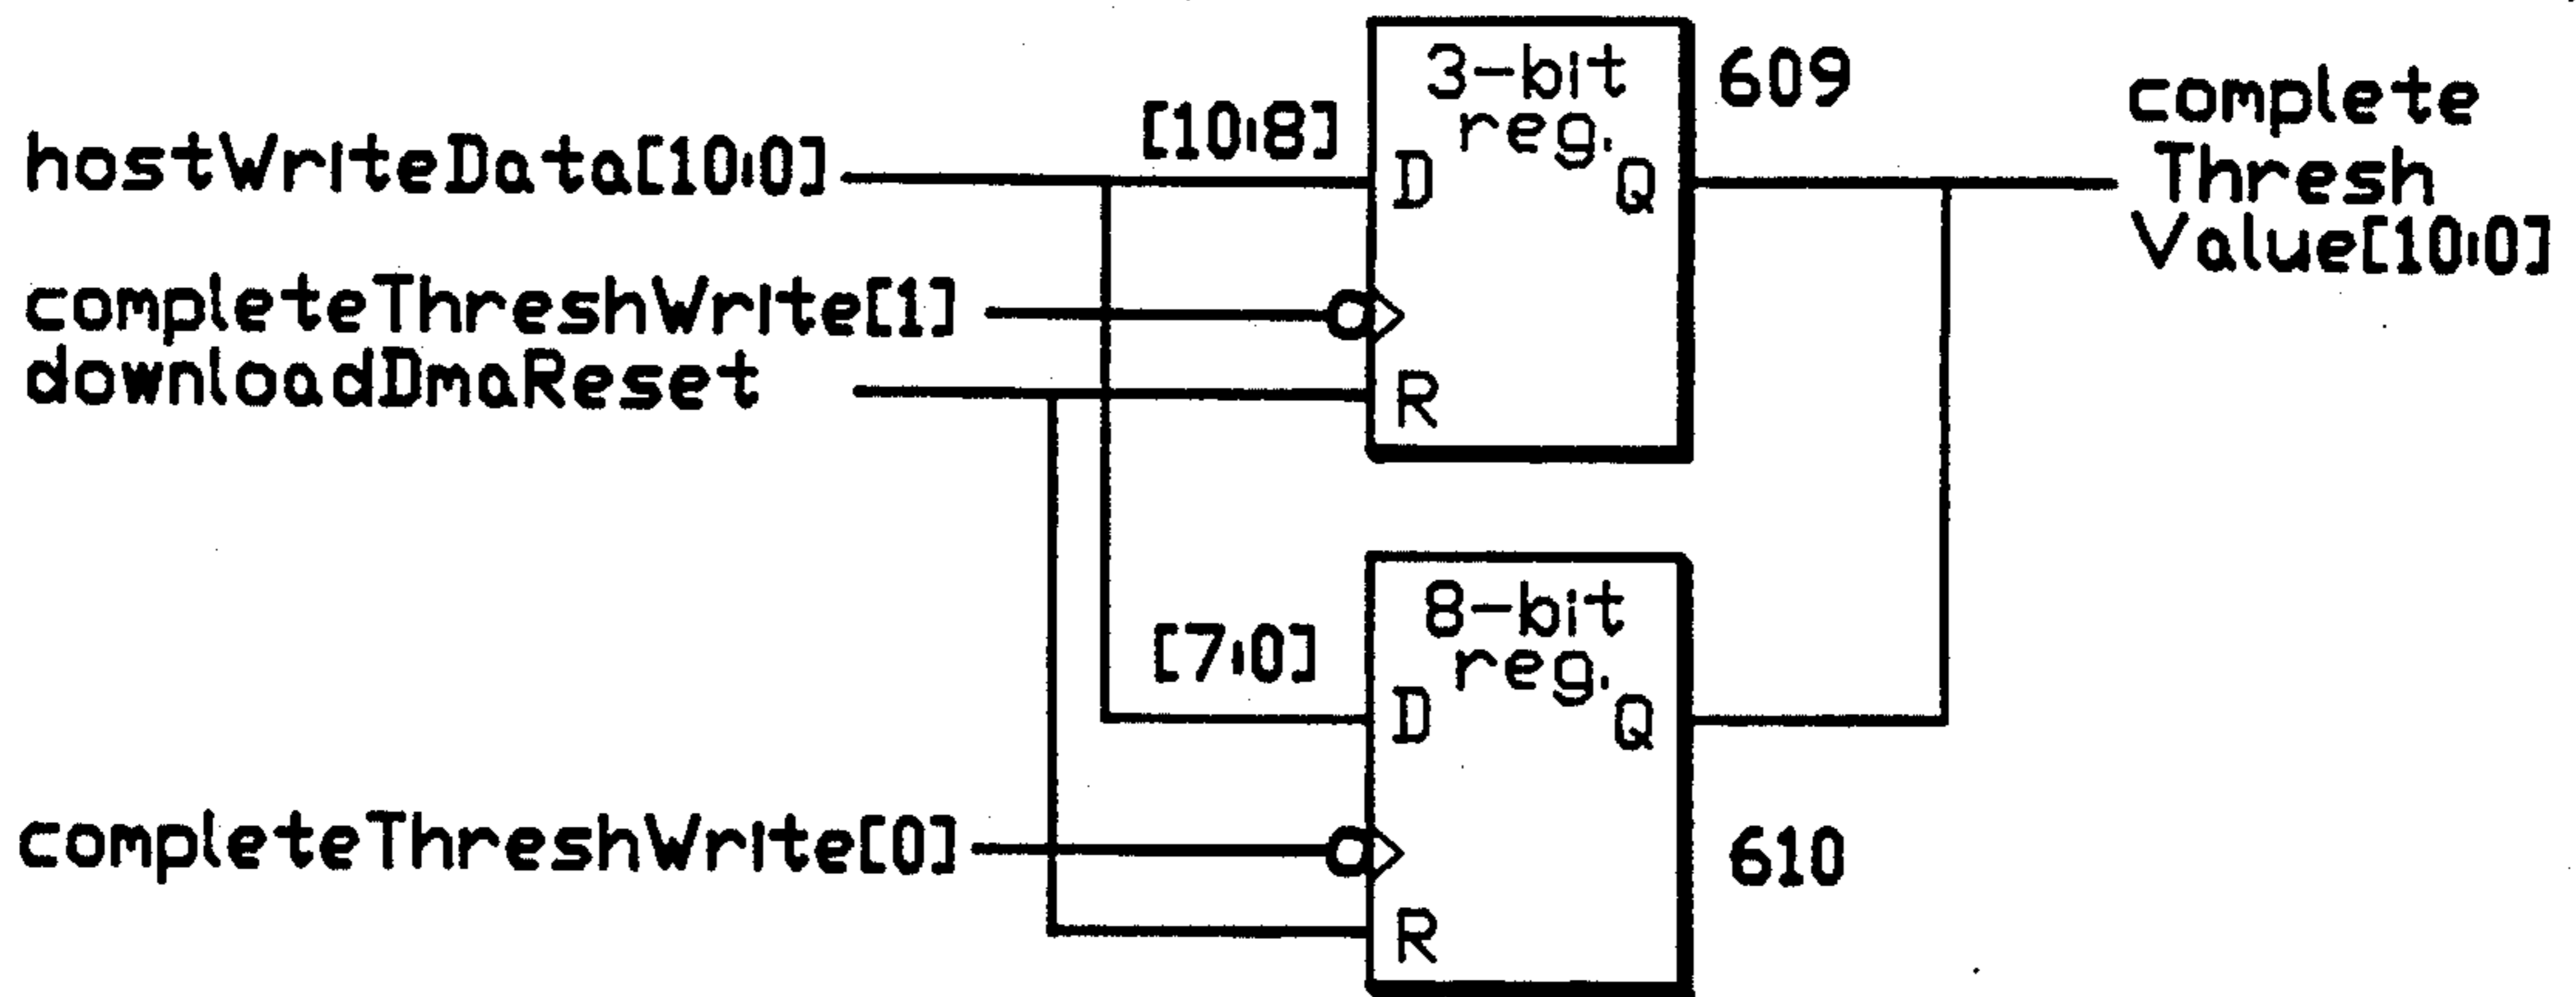 3-bit
reg.
609
complete
Thresh
Value[10:0]
hostWriteData[10:0]
[10:8]
D
Q
completeThreshWrite[1]
downloadDmaReset
R
8-bit
reg.
[7:0]
D
Q
completeThreshWrite[0]
610
R